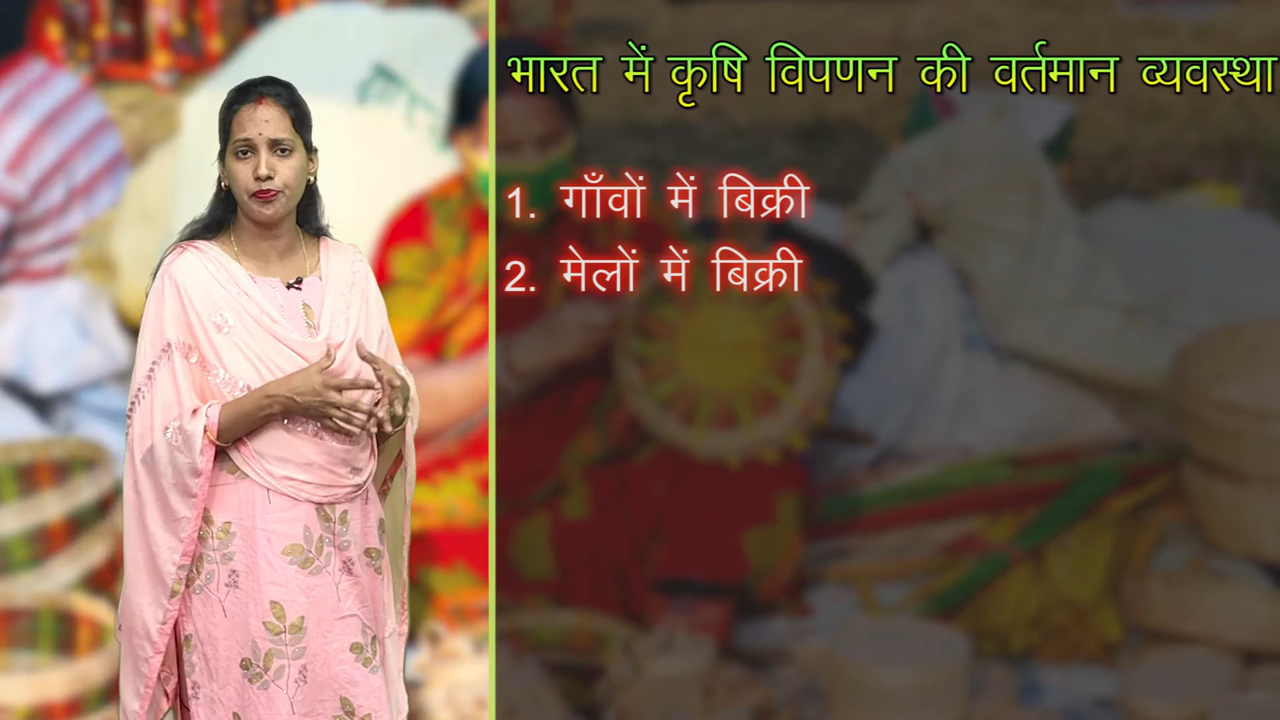 भारत में कृषि विपणन की वर्तमान व्यवस्था
1. गाँवों में बिक्री
2. मेलों में बिक्री